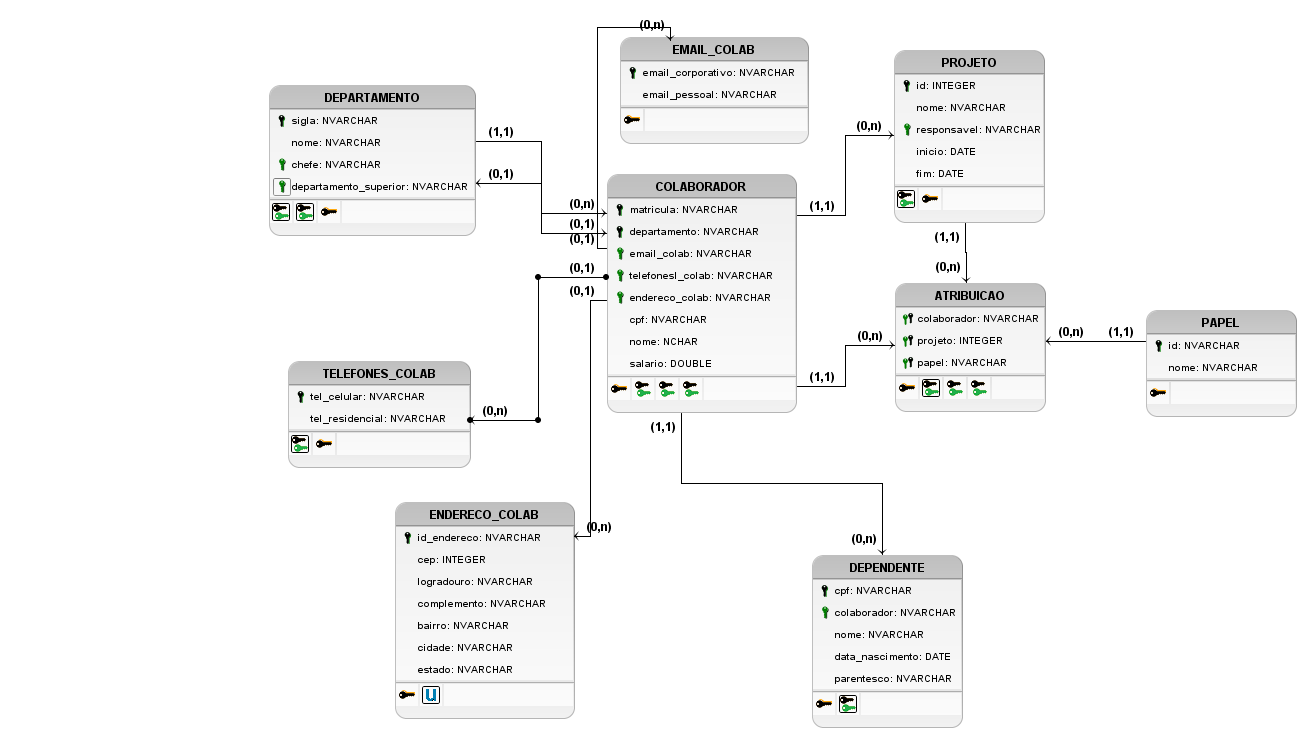 (0,n)
EMAIL_COLAB
email_corporativo: NVARCHAR
email_pessoal: NVARCHAR
PROJETO
id: INTEGER
nome: NVARCHAR
responsavel: NVARCHAR
inicio: DATE
fim: DATE
DEPARTAMENTO
sigla: NVARCHAR
nome: NVARCHAR
chefe: NVARCHAR
departamento_superior: NVARCHAR
(1,1)
(0,1)
(0,n)
(0,1)
(0,1)
COLABORADOR
matricula: NVARCHAR
departamento: NVARCHAR
email_colab: NVARCHAR
telefonesl_colab: NVARCHAR
endereco_colab: NVARCHAR
cpf: NVARCHAR
nome: NCHAR
salario: DOUBLE
(0,n)
(1,1)
(1,1)
(0,n)
(0,1)
(0,1)
ATRIBUICAO
colaborador: NVARCHAR
projeto: INTEGER
papel: NVARCHAR
(0,n)
(1,1)
(0,n)
(1,1)
PAPEL
id: NVARCHAR
nome: NVARCHAR
TELEFONES_COLAB
tel_celular: NVARCHAR
tel_residencial: NVARCHAR
(0,n)
(1,1)
ENDERECO_COLAB
id_endereco: NVARCHAR
cep: INTEGER
logradouro: NVARCHAR
complemento: NVARCHAR
bairro: NVARCHAR
cidade: NVARCHAR
estado: NVARCHAR
u
(0,n)
(0,n)
DEPENDENTE
cpf: NVARCHAR
colaborador: NVARCHAR
nome: NVARCHAR
data_nascimento: DATE
parentesco: NVARCHAR